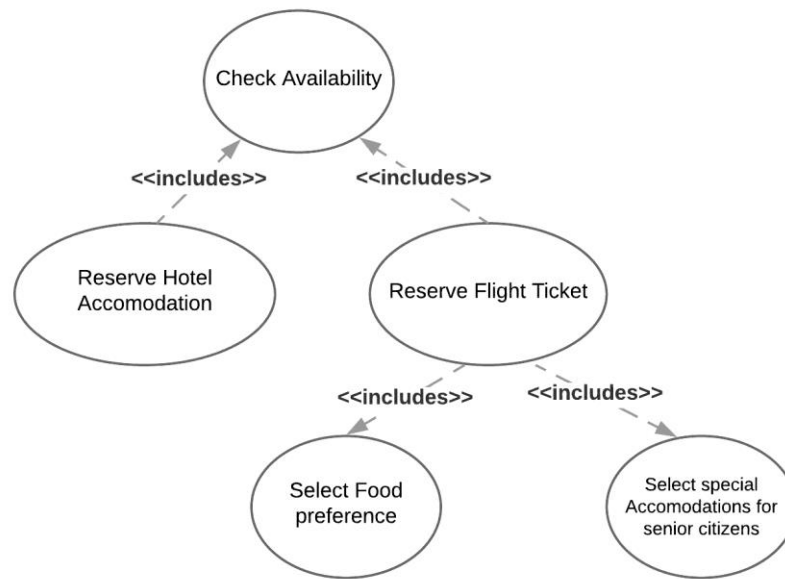 Check Availability
<<includes>>
<<includes>>
Reserve Hotel
Accomodation
Reserve Flight Ticket
<<includes>>
<<includes>>
Select Food
preference
Select special
Accomodations for
senior citizens